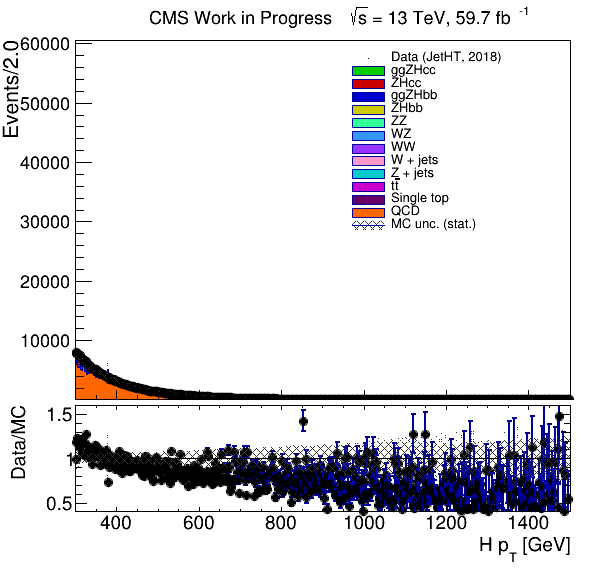 CMS Work in Progress √s = 13 TeV, 59.7 fb⁻¹
Events/2.0
60000
50000
40000
30000
20000
10000
Data (JetHT, 2018)
ggZHcc
ZHcc
ggZHbb
ZHbb
ZZ
WZ
WW
W + jets
Z + jets
tt̅
Single top
QCD
MC unc. (stat.)
Data/MC
1.5
1
0.5
400 600 800 1000 1200 1400
H p_T [GeV]